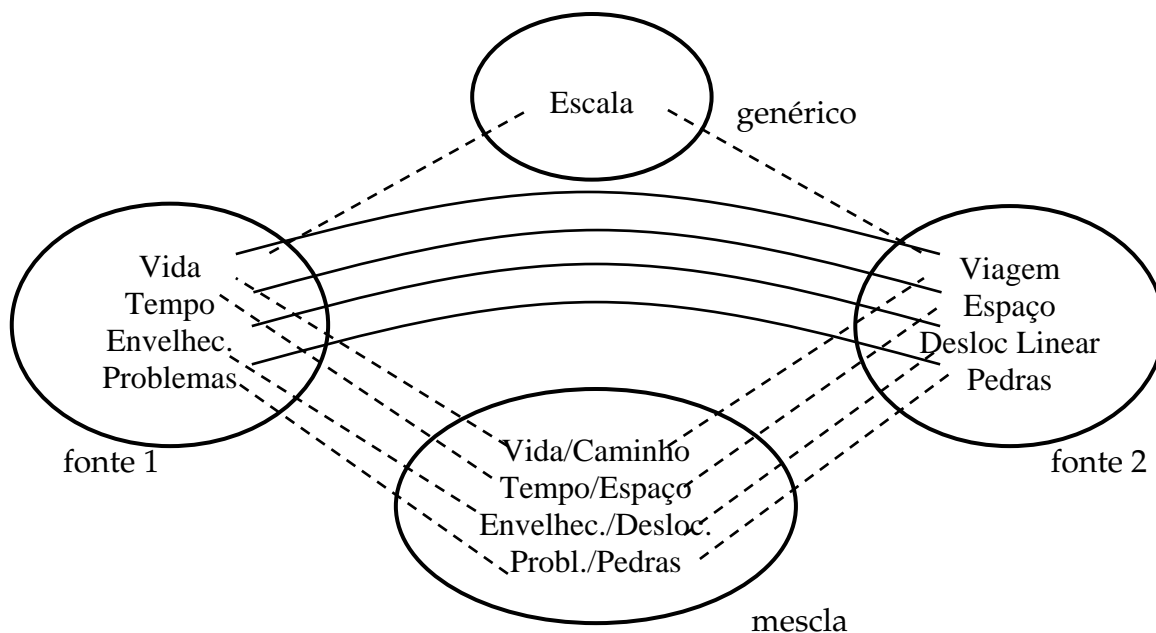 Escala
genérico
Vida
Tempo
Envelhec.
Problemas
fonte 1
Viagem
Espaço
Desloc Linear
Pedras
fonte 2
Vida/Caminho
Tempo/Espaço
Envelhec./Desloc.
Probl./Pedras
mescla